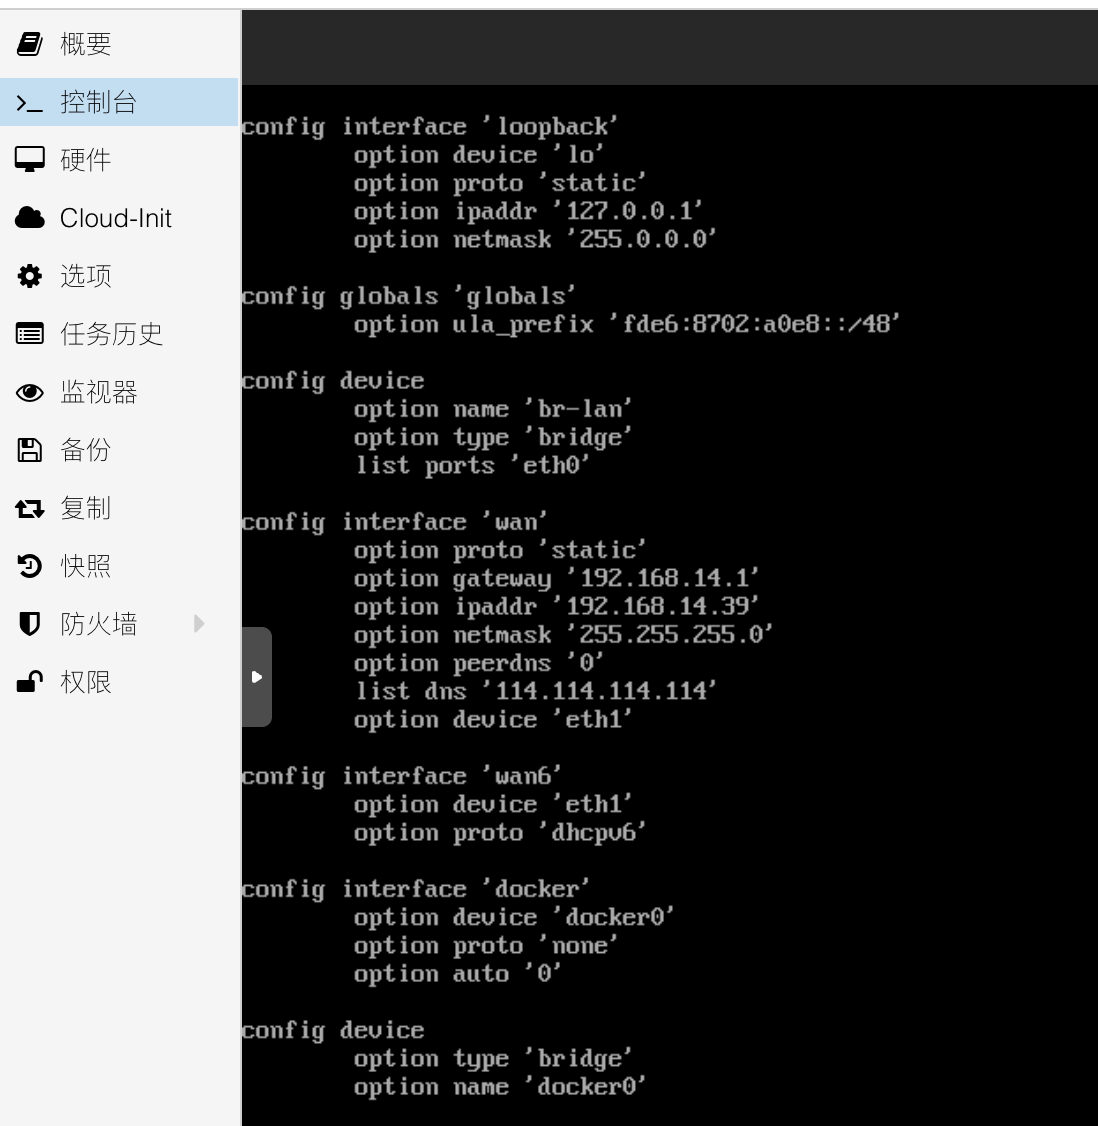 概要
控制台
硬件
Cloud-Init
选项
任务历史
监视器
备份
复制
快照
防火墙
权限
config interface 'loopback'
option device 'lo'
option proto 'static'
option ipaddr '127.0.0.1'
option netmask '255.0.0.0'
config globals 'globals'
option ula_prefix 'fde6:8702:a0e8::/48'
config device
option name 'br-lan'
option type 'bridge'
list ports 'eth0'
config interface 'wan'
option proto 'static'
option gateway '192.168.14.1'
option ipaddr '192.168.14.39'
option netmask '255.255.255.0'
option peerdns '0'
list dns '114.114.114.114'
option device 'eth1'
config interface 'wan6'
option device 'eth1'
option proto 'dhcpv6'
config interface 'docker'
option device 'docker0'
option proto 'none'
option auto '0'
config device
option type 'bridge'
option name 'docker0'